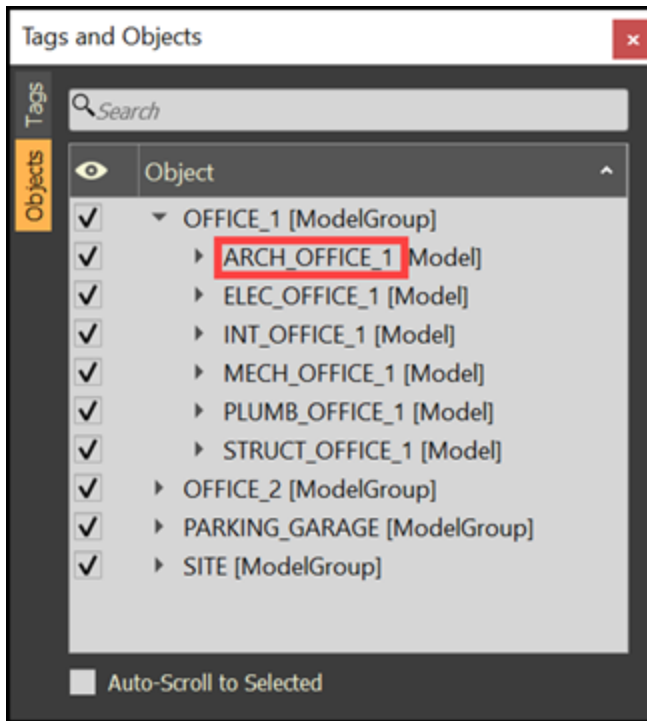 Tags and Objects
Tags
Objects
Search
Object
OFFICE_1 [ModelGroup]
ARCH_OFFICE_1 [Model]
ELEC_OFFICE_1 [Model]
INT_OFFICE_1 [Model]
MECH_OFFICE_1 [Model]
PLUMB_OFFICE_1 [Model]
STRUCT_OFFICE_1 [Model]
OFFICE_2 [ModelGroup]
PARKING_GARAGE [ModelGroup]
SITE [ModelGroup]
Auto-Scroll to Selected